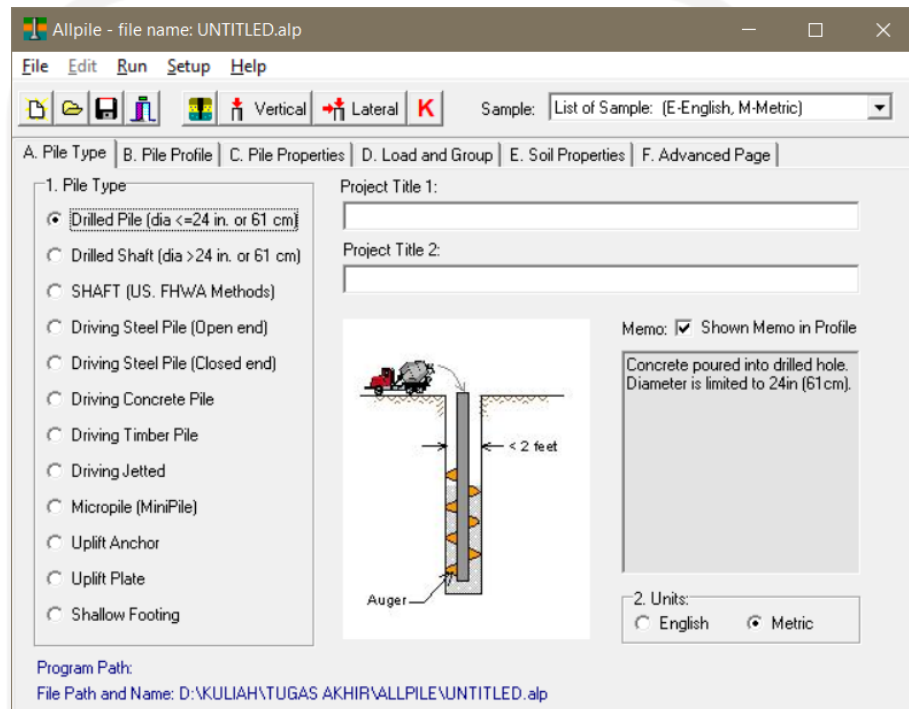 Allpile - file name: UNTITLED.alp
File Edit Run Setup Help
Vertical Lateral K Sample: List of Sample: (E-English, M-Metric)
A. Pile Type B. Pile Profile C. Pile Properties D. Load and Group E. Soil Properties F. Advanced Page
1. Pile Type
Drilled Pile (dia <=24 in. or 61 cm)
Drilled Shaft (dia >24 in. or 61 cm)
SHAFT (US. FHWA Methods)
Driving Steel Pile (Open end)
Driving Steel Pile (Closed end)
Driving Concrete Pile
Driving Timber Pile
Driving Jetted
Micropile (MiniPile)
Uplift Anchor
Uplift Plate
Shallow Footing
Project Title 1:
Project Title 2:
< 2 feet
Auger
Memo: Shown Memo in Profile
Concrete poured into drilled hole.
Diameter is limited to 24in (61cm).
2. Units:
English Metric
Program Path:
File Path and Name: D:\KULIAH\TUGAS AKHIR\ALLPILE\UNTITLED.alp